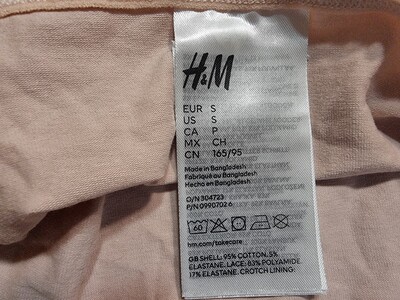 H&M
EUR S
US S
CA P
MX CH
CN 165/95
Made in Bangladesh
Fabriqué au Bangladesh
Hecho en Bangladesh
O/N 304723
P/N 0990702 6
60
hm.com/takecare
GB SHELL: 95% COTTON, 5%
ELASTANE. LACE: 83% POLYAMIDE,
17% ELASTANE. CROTCH LINING: